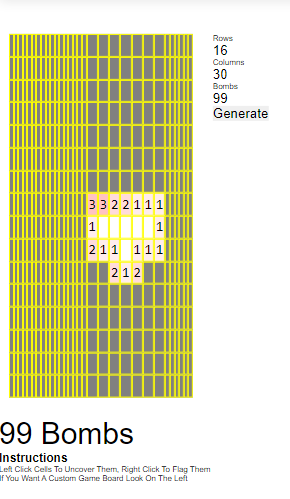 Rows
16
Columns
30
Bombs
99
Generate
3 3 2 2 1 1 1
1 1
2 1 1 1 1 1
2 1 2
99 Bombs
Instructions
Left Click Cells To Uncover Them, Right Click To Flag Them
If You Want A Custom Game Board Look On The Left